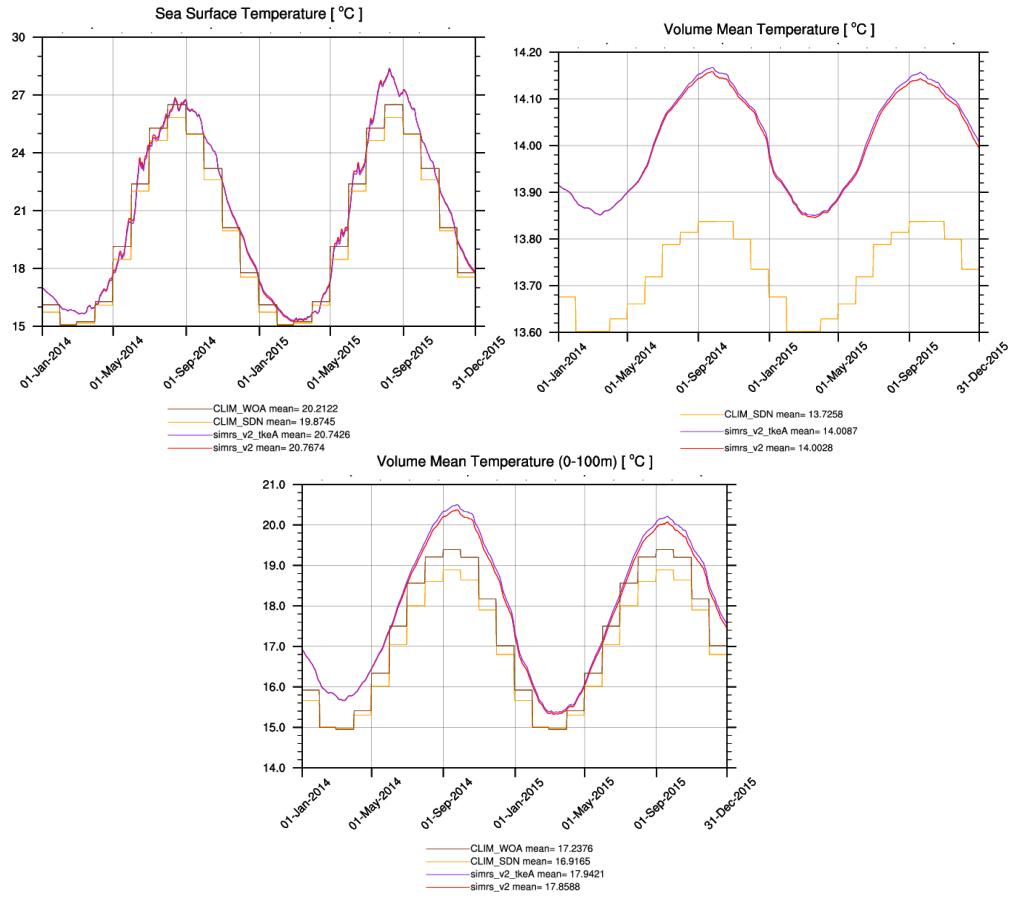 Sea Surface Temperature [ °C ]
30
27
24
21
18
15
01-Jan-2014
01-May-2014
01-Sep-2014
01-Jan-2015
01-May-2015
01-Sep-2015
31-Dec-2015
CLIM_WOA mean= 20.2122
CLIM_SDN mean= 19.8745
simrs_v2_tkeA mean= 20.7426
simrs_v2 mean= 20.7674
Volume Mean Temperature [ °C ]
14.20
14.10
14.00
13.90
13.80
13.70
13.60
01-Jan-2014
01-May-2014
01-Sep-2014
01-Jan-2015
01-May-2015
01-Sep-2015
31-Dec-2015
CLIM_SDN mean= 13.7258
simrs_v2_tkeA mean= 14.0087
simrs_v2 mean= 14.0028
Volume Mean Temperature (0-100m) [ °C ]
21.0
20.0
19.0
18.0
17.0
16.0
15.0
14.0
01-Jan-2014
01-May-2014
01-Sep-2014
01-Jan-2015
01-May-2015
01-Sep-2015
31-Dec-2015
CLIM_WOA mean= 17.2376
CLIM_SDN mean= 16.9165
simrs_v2_tkeA mean= 17.9421
simrs_v2 mean= 17.8588